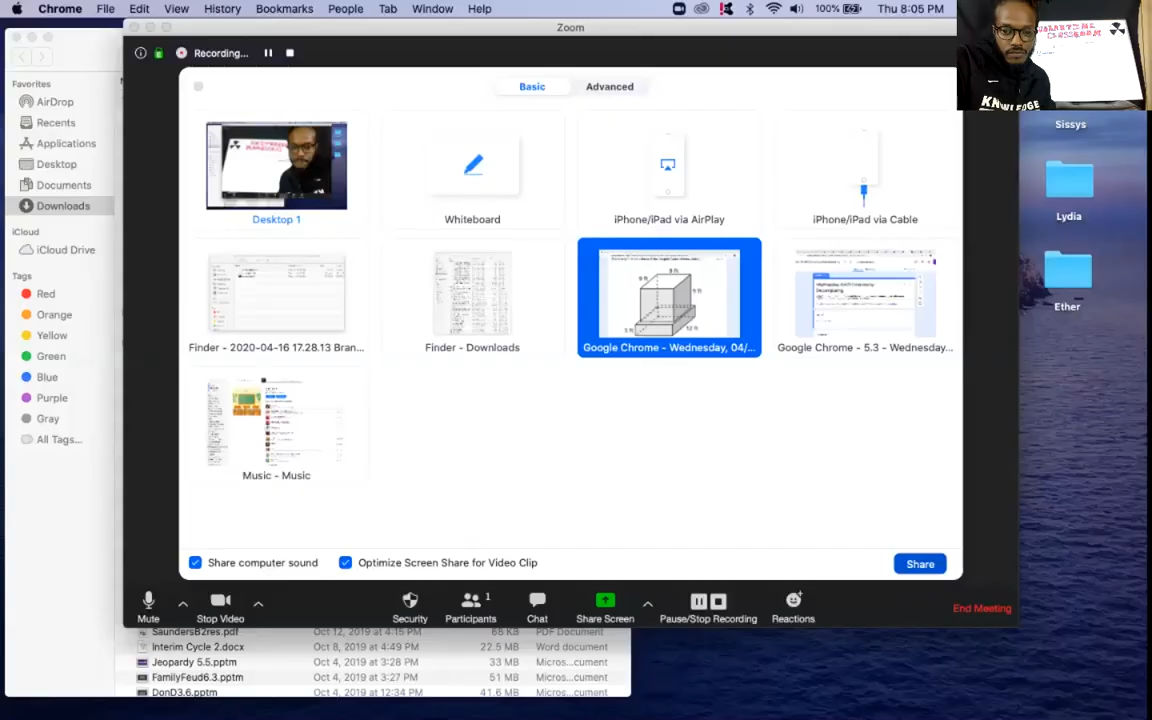 Chrome File Edit View History Bookmarks People Tab Window Help 100% Thu 8:05 PM
Zoom
Recording...
Basic Advanced
QUARANTINE
CLASSROOM
KNOWLEDGE
Favorites
AirDrop
Recents
Applications
Desktop
Documents
Downloads
iCloud
iCloud Drive
Tags
Red
Orange
Yellow
Green
Blue
Purple
Gray
All Tags...
Desktop 1
Whiteboard
iPhone/iPad via AirPlay
iPhone/iPad via Cable
Finder - 2020-04-16 17.28.13 Bran...
Finder - Downloads
Google Chrome - Wednesday, 04/...
Google Chrome - 5.3 - Wednesday...
Music - Music
Sissys
Lydia
Ether
Share computer sound
Optimize Screen Share for Video Clip
Share
Mute
Stop Video
Security
Participants 1
Chat
Share Screen
Pause/Stop Recording
Reactions
End Meeting
SaundersB2res.pdf Oct 12, 2019 at 4:15 PM 65 KB PDF Document
Interim Cycle 2.docx Oct 8, 2019 at 4:49 PM 22.5 MB Word document
Jeopardy 5.5.pptm Oct 4, 2019 at 3:28 PM 33 MB Micros...cument
FamilyFeud6.3.pptm Oct 4, 2019 at 3:27 PM 51 MB Micros...cument
DonD3.6.pptm Oct 4, 2019 at 12:34 PM 41.6 MB Micros...cument